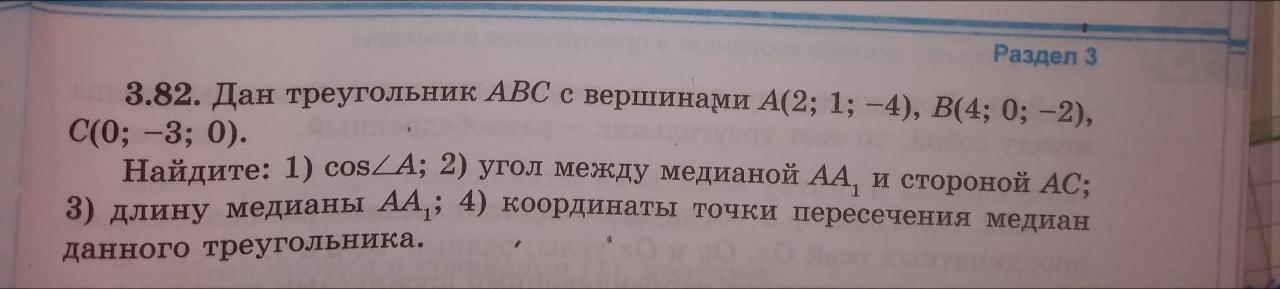 Раздел 3
3.82. Дан треугольник ABC с вершинами A(2; 1; −4), B(4; 0; −2),
C(0; −3; 0).
Найдите: 1) cos∠A; 2) угол между медианой AA₁ и стороной AC;
3) длину медианы AA₁; 4) координаты точки пересечения медиан
данного треугольника.